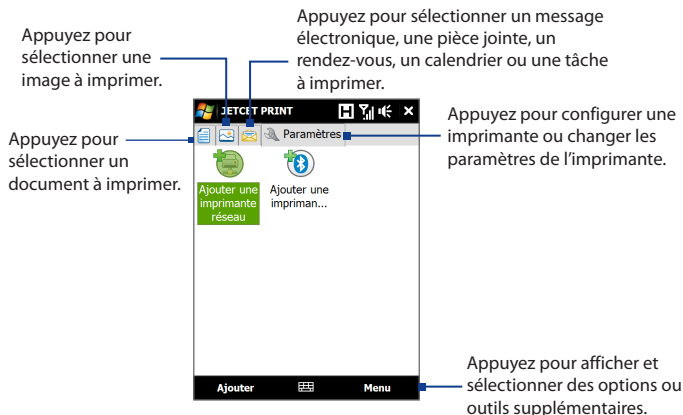 Appuyez pour
sélectionner une
image à imprimer.
Appuyez pour sélectionner un message
électronique, une pièce jointe, un
rendez-vous, un calendrier ou une tâche
à imprimer.
Appuyez pour
sélectionner un
document à imprimer.
JETCET PRINT
Paramètres
Appuyez pour configurer une
imprimante ou changer les
paramètres de l’imprimante.
Ajouter une
imprimante
réseau
Ajouter une
impriman...
Ajouter
Menu
Appuyez pour afficher et
sélectionner des options ou
outils supplémentaires.